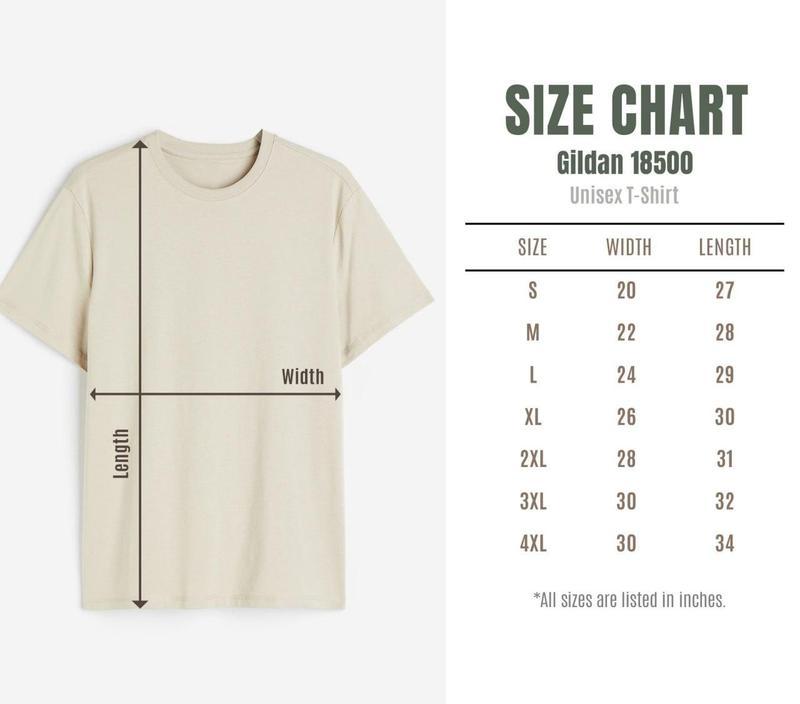 SIZE CHART
Gildan 18500
Unisex T-Shirt
SIZE WIDTH LENGTH
S 20 27
M 22 28
L 24 29
XL 26 30
2XL 28 31
3XL 30 32
4XL 30 34
*All sizes are listed in inches.
Width
Length